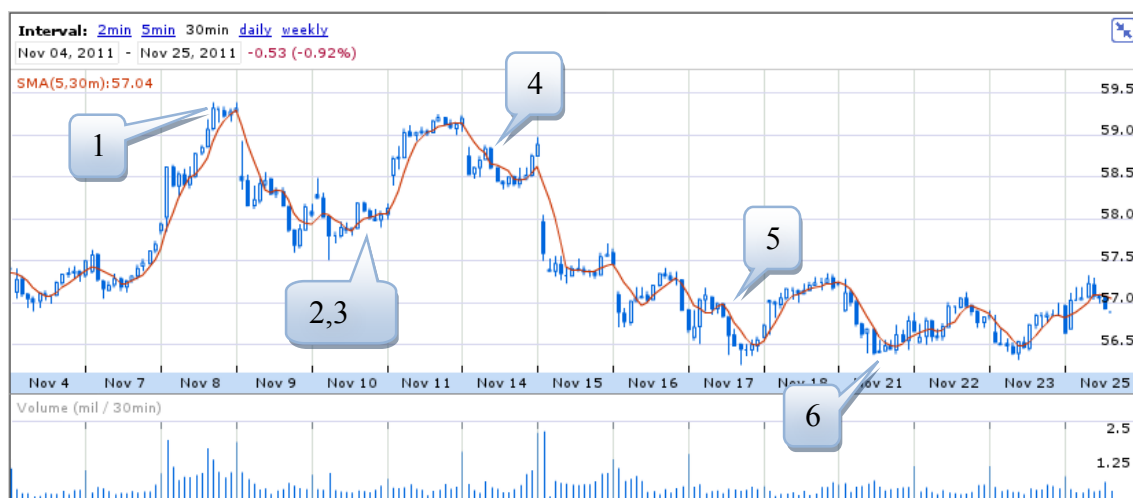 Interval: 2min 5min 30min daily weekly
Nov 04, 2011 - Nov 25, 2011 -0.53 (-0.92%)
SMA(5,30m):57.04
59.5
4
1
59.0
58.5
58.0
5
57.5
2,3
57.0
56.5
Nov 4 Nov 7 Nov 8 Nov 9 Nov 10 Nov 11 Nov 14 Nov 15 Nov 16 Nov 17 Nov 18 Nov 21 Nov 22 Nov 23 Nov 25
Volume (mil / 30min)
6
2.5
1.25